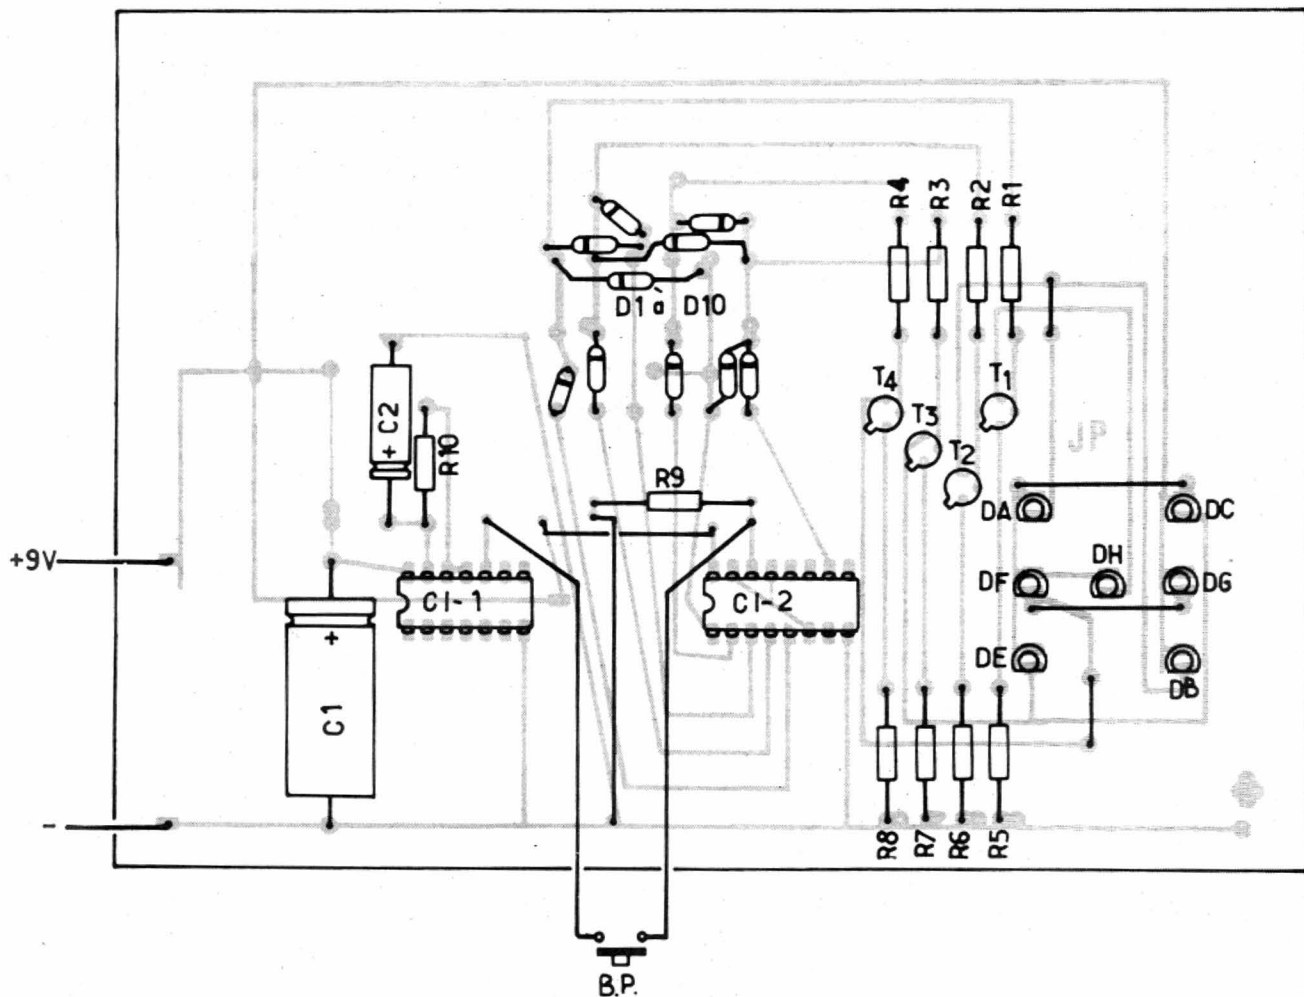 R4 R3 R2 R1
D1 à D10
C2
+
R10
T4
T3
T2
T1
JP
R9
DA
DC
+9V
CI-1
CI-2
DF
DH
DG
+
C1
DE
DB
-
R8 R7 R6 R5
B.P.